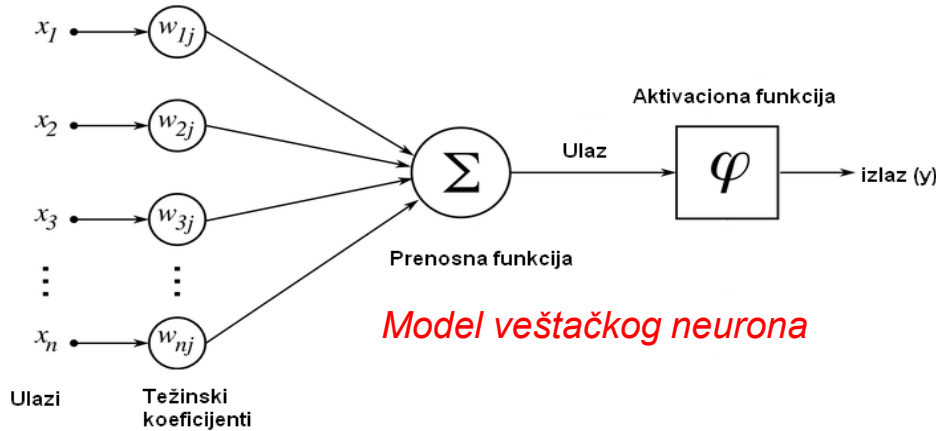 x1 w1j
Aktivaciona funkcija
x2 w2j
Σ Ulaz φ izlaz (y)
x3 w3j
Prenosna funkcija
⋮ ⋮
Model veštačkog neurona
xn wnj
Ulazi Težinski
koeficijenti